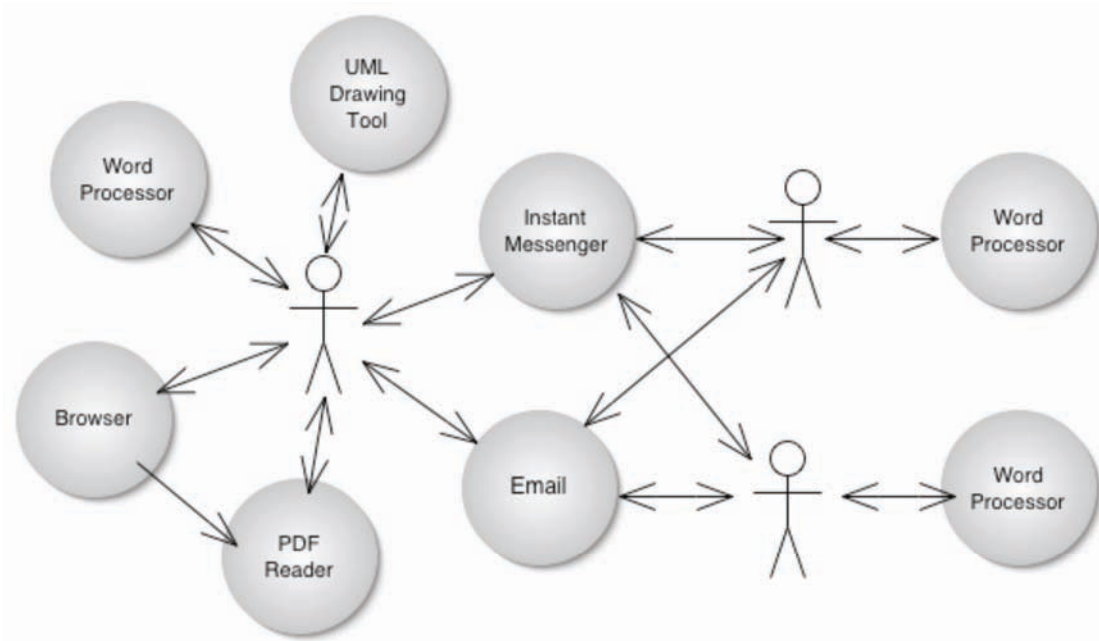 UML
Drawing
Tool
Word
Processor
Instant
Messenger
Word
Processor
Browser
Email
Word
Processor
PDF
Reader